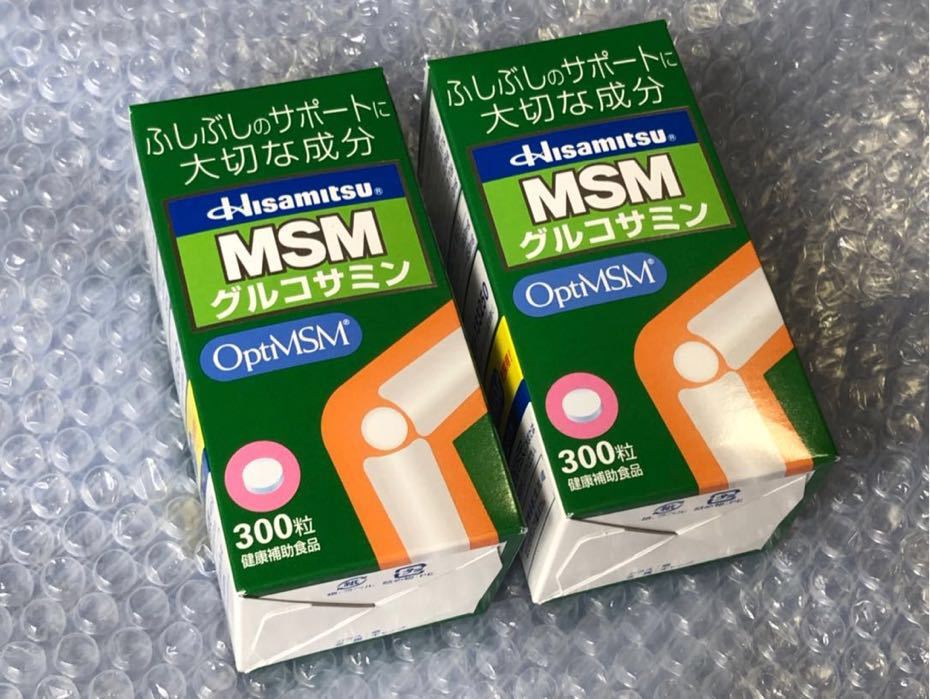 ふしぶしのサポートに
大切な成分
Hisamitsu®
MSM
グルコサミン
OptiMSM®
300粒
健康補助食品
ふしぶしのサポートに
大切な成分
Hisamitsu®
MSM
グルコサミン
OptiMSM®
300粒
健康補助食品